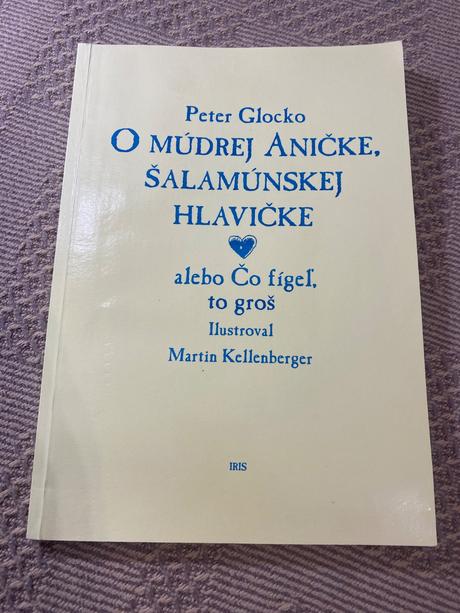 Peter Glocko
O MÚDREJ ANIČKE,
ŠALAMÚNSKEJ
HLAVIČKE
alebo Čo fígeľ,
to groš
Ilustroval
Martin Kellenberger
IRIS